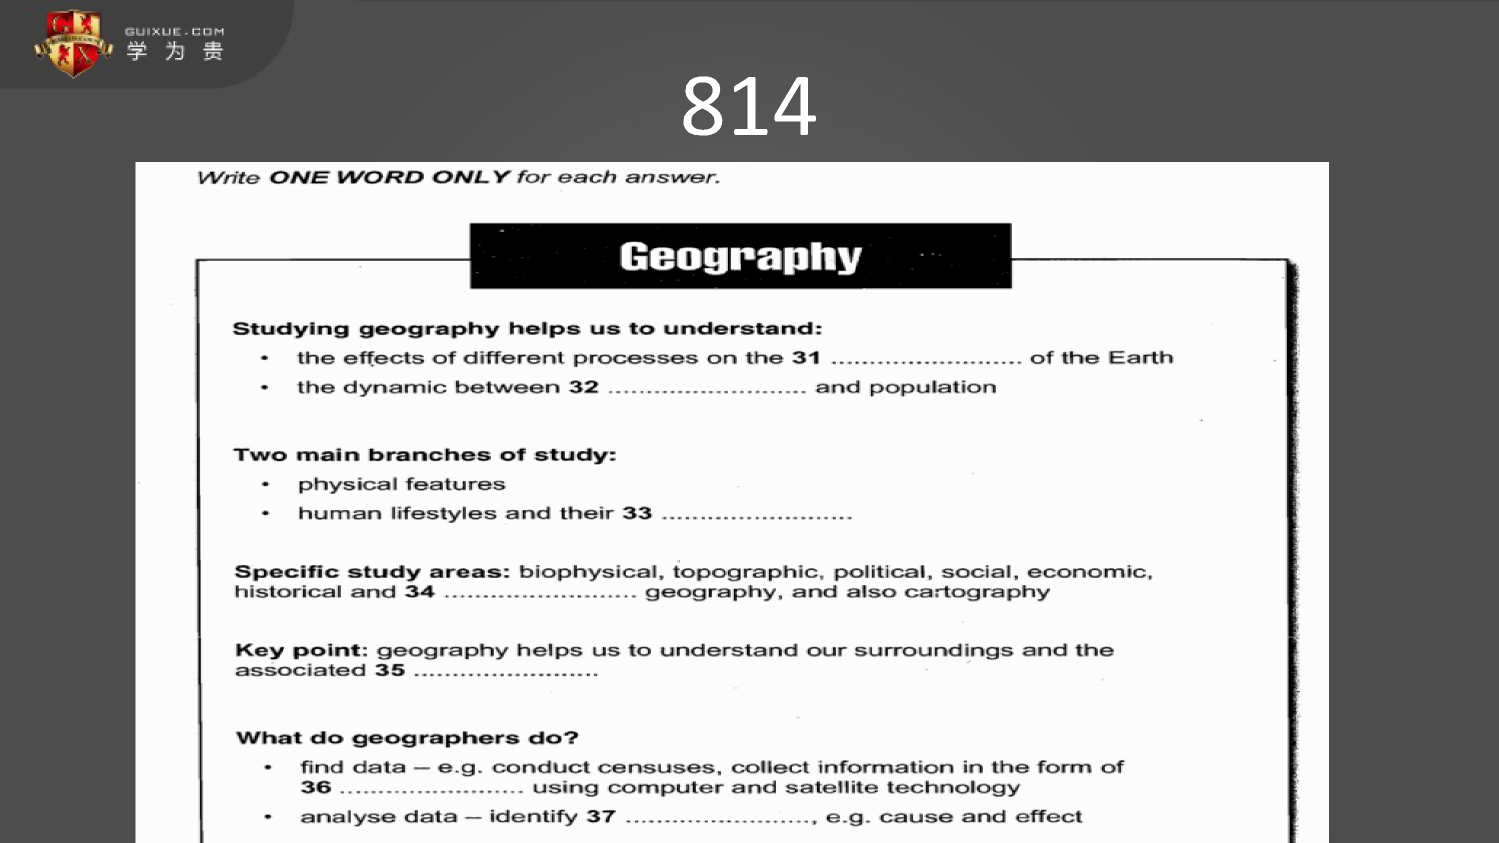 GUIXUE.COM
学为贵
814
Write ONE WORD ONLY for each answer.
Geography
Studying geography helps us to understand:
• the effects of different processes on the 31 ......................... of the Earth
• the dynamic between 32 .......................... and population
Two main branches of study:
• physical features
• human lifestyles and their 33 .........................
Specific study areas: biophysical, topographic, political, social, economic,
historical and 34 ......................... geography, and also cartography
Key point: geography helps us to understand our surroundings and the
associated 35 ........................
What do geographers do?
• find data – e.g. conduct censuses, collect information in the form of
36 ........................ using computer and satellite technology
• analyse data – identify 37 ........................, e.g. cause and effect